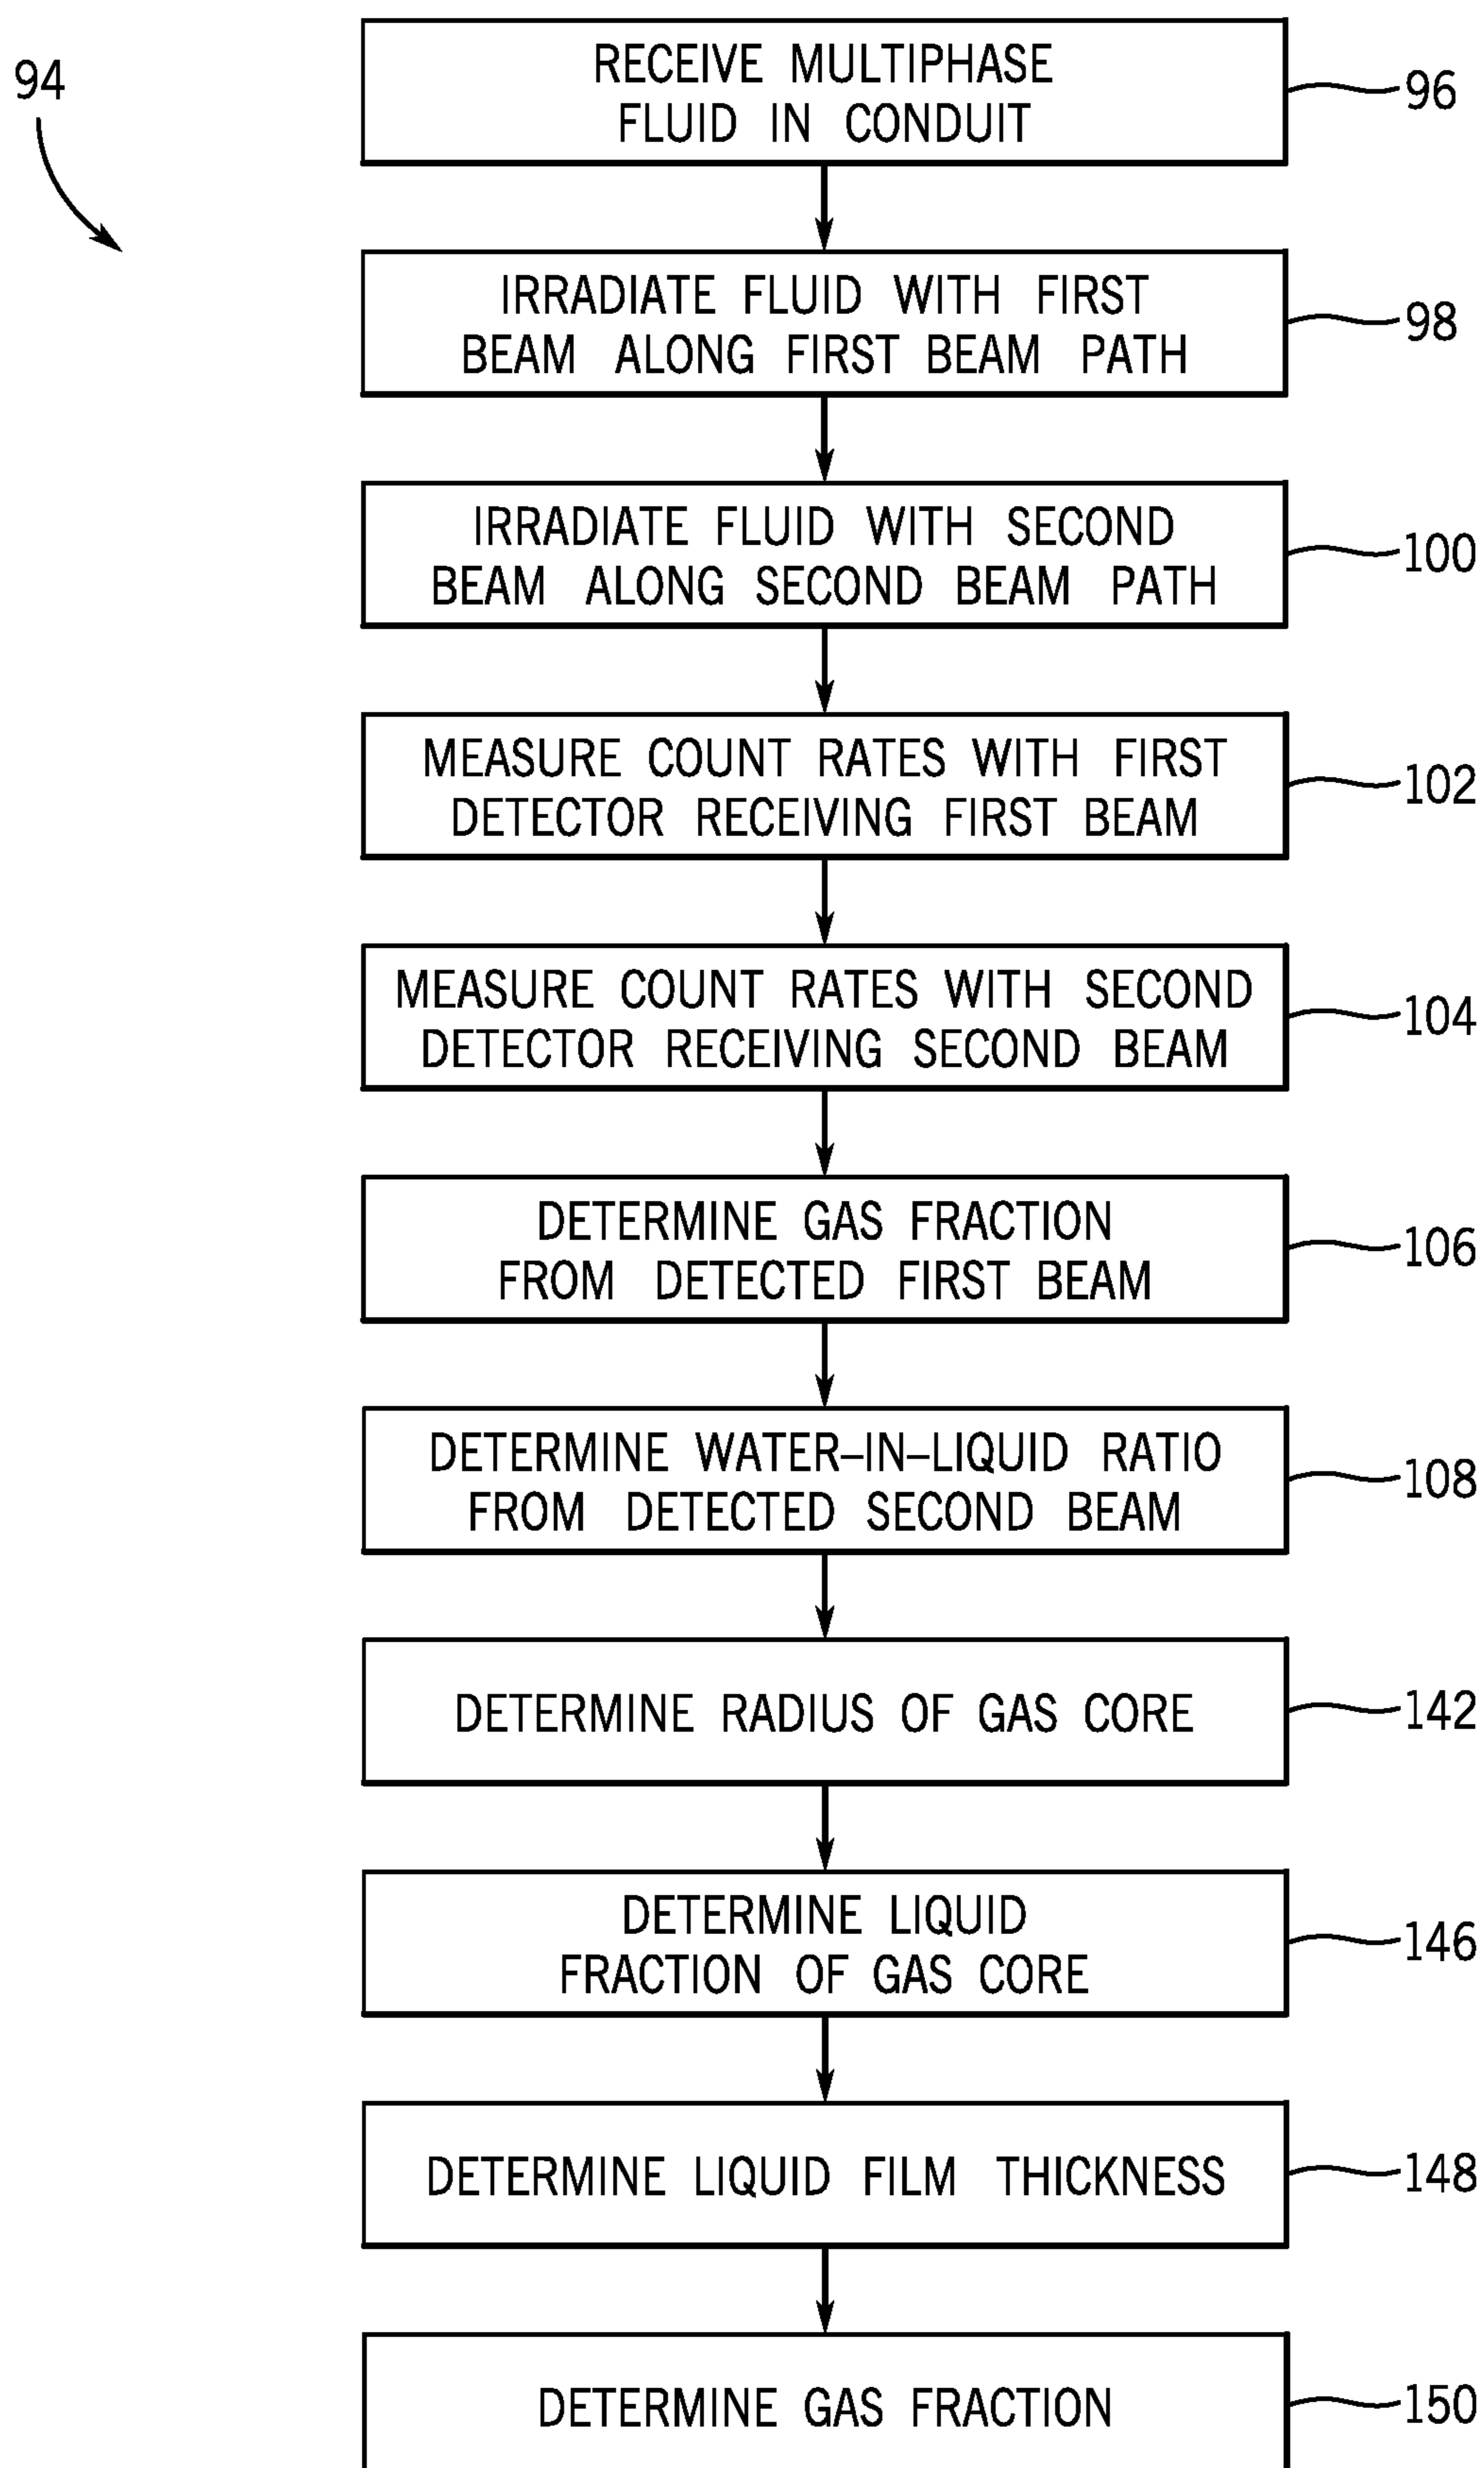 94
RECEIVE MULTIPHASE
FLUID IN CONDUIT
96
IRRADIATE FLUID WITH FIRST
BEAM ALONG FIRST BEAM PATH
98
IRRADIATE FLUID WITH SECOND
BEAM ALONG SECOND BEAM PATH
100
MEASURE COUNT RATES WITH FIRST
DETECTOR RECEIVING FIRST BEAM
102
MEASURE COUNT RATES WITH SECOND
DETECTOR RECEIVING SECOND BEAM
104
DETERMINE GAS FRACTION
FROM DETECTED FIRST BEAM
106
DETERMINE WATER–IN–LIQUID RATIO
FROM DETECTED SECOND BEAM
108
DETERMINE RADIUS OF GAS CORE
142
DETERMINE LIQUID
FRACTION OF GAS CORE
146
DETERMINE LIQUID FILM THICKNESS
148
DETERMINE GAS FRACTION
150